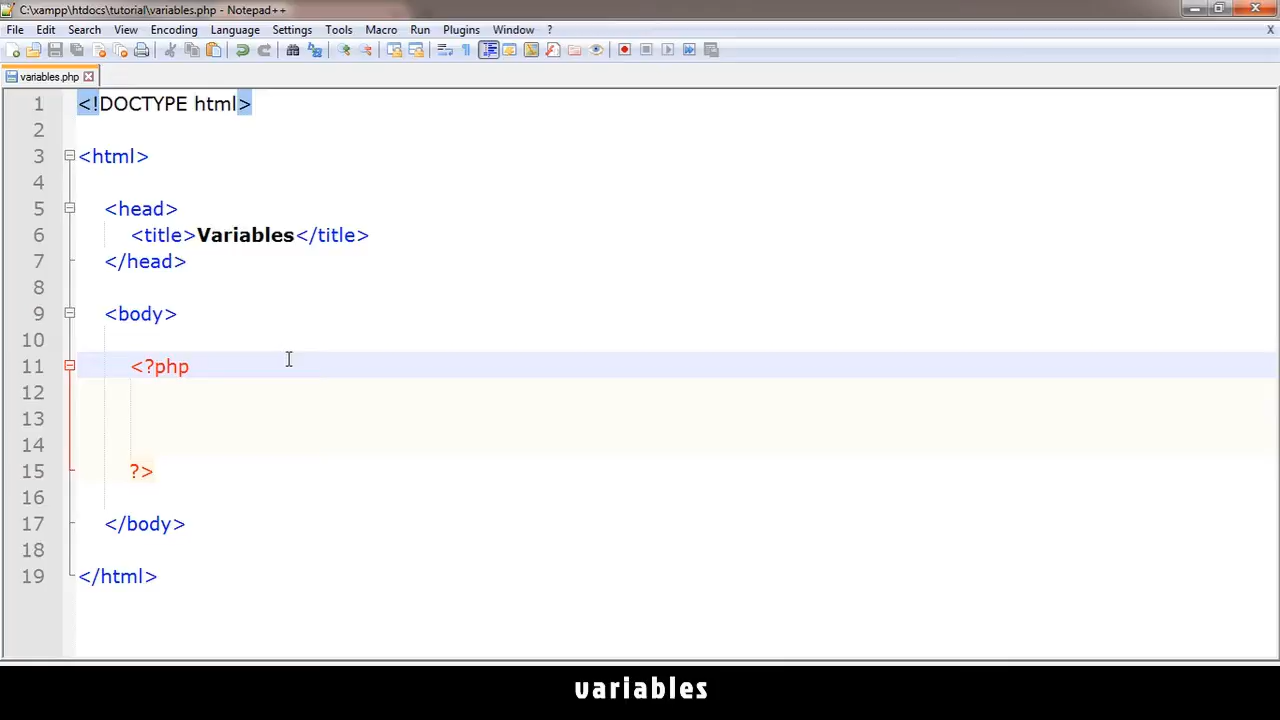 C:\xampp\htdocs\tutorial\variables.php - Notepad++
File Edit Search View Encoding Language Settings Tools Macro Run Plugins Window ? X
variables.php
1 <!DOCTYPE html>
2
3 <html>
4
5 <head>
6 <title>Variables</title>
7 </head>
8
9 <body>
10
11 <?php
12
13
14
15 ?>
16
17 </body>
18
19 </html>
variables